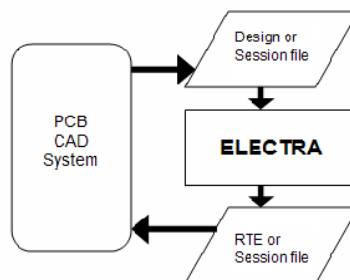 Design or
Session file
PCB
CAD
System
ELECTRA
RTE or
Session file